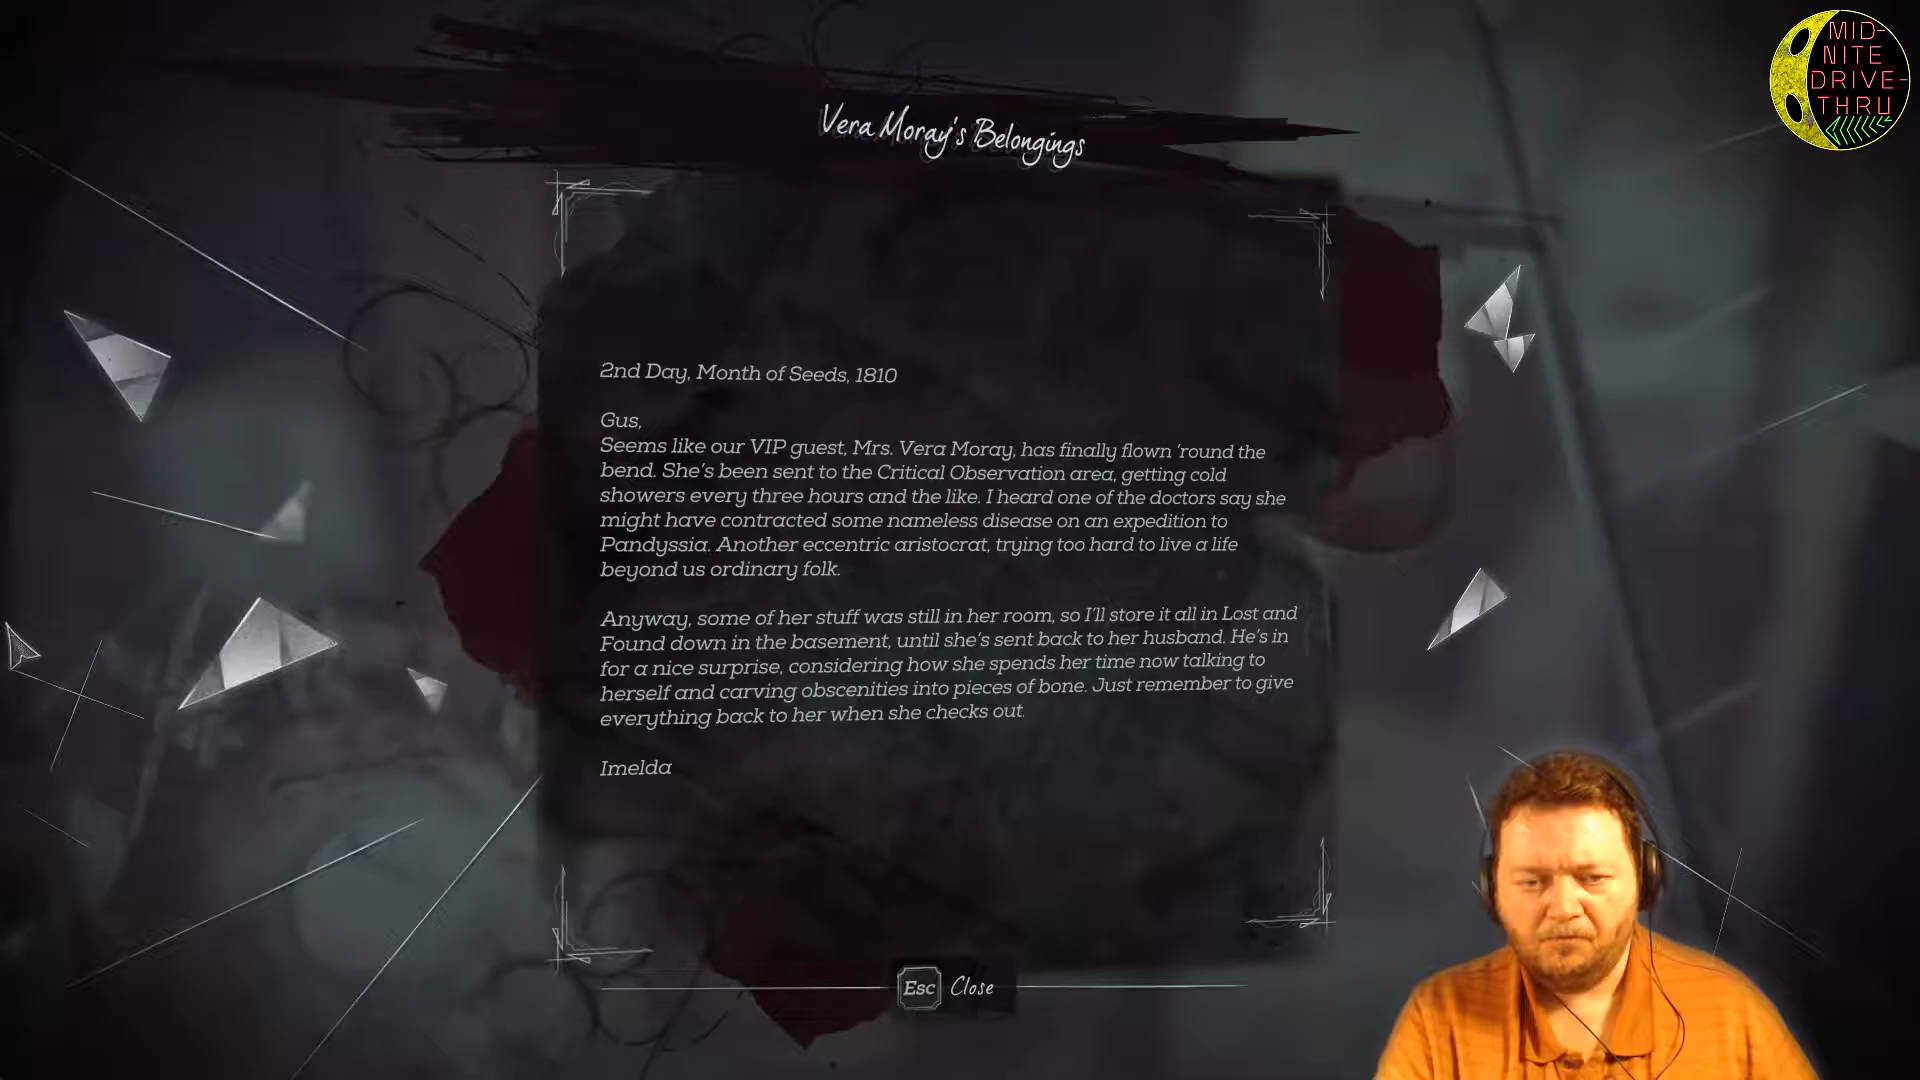 MID-
NITE
DRIVE-
THRU
Vera Moray's Belongings
2nd Day, Month of Seeds, 1810
Gus,
Seems like our VIP guest, Mrs. Vera Moray, has finally flown 'round the
bend. She's been sent to the Critical Observation area, getting cold
showers every three hours and the like. I heard one of the doctors say she
might have contracted some nameless disease on an expedition to
Pandyssia. Another eccentric aristocrat, trying too hard to live a life
beyond us ordinary folk.
Anyway, some of her stuff was still in her room, so I'll store it all in Lost and
Found down in the basement, until she's sent back to her husband. He's in
for a nice surprise, considering how she spends her time now talking to
herself and carving obscenities into pieces of bone. Just remember to give
everything back to her when she checks out.
Imelda
Esc Close